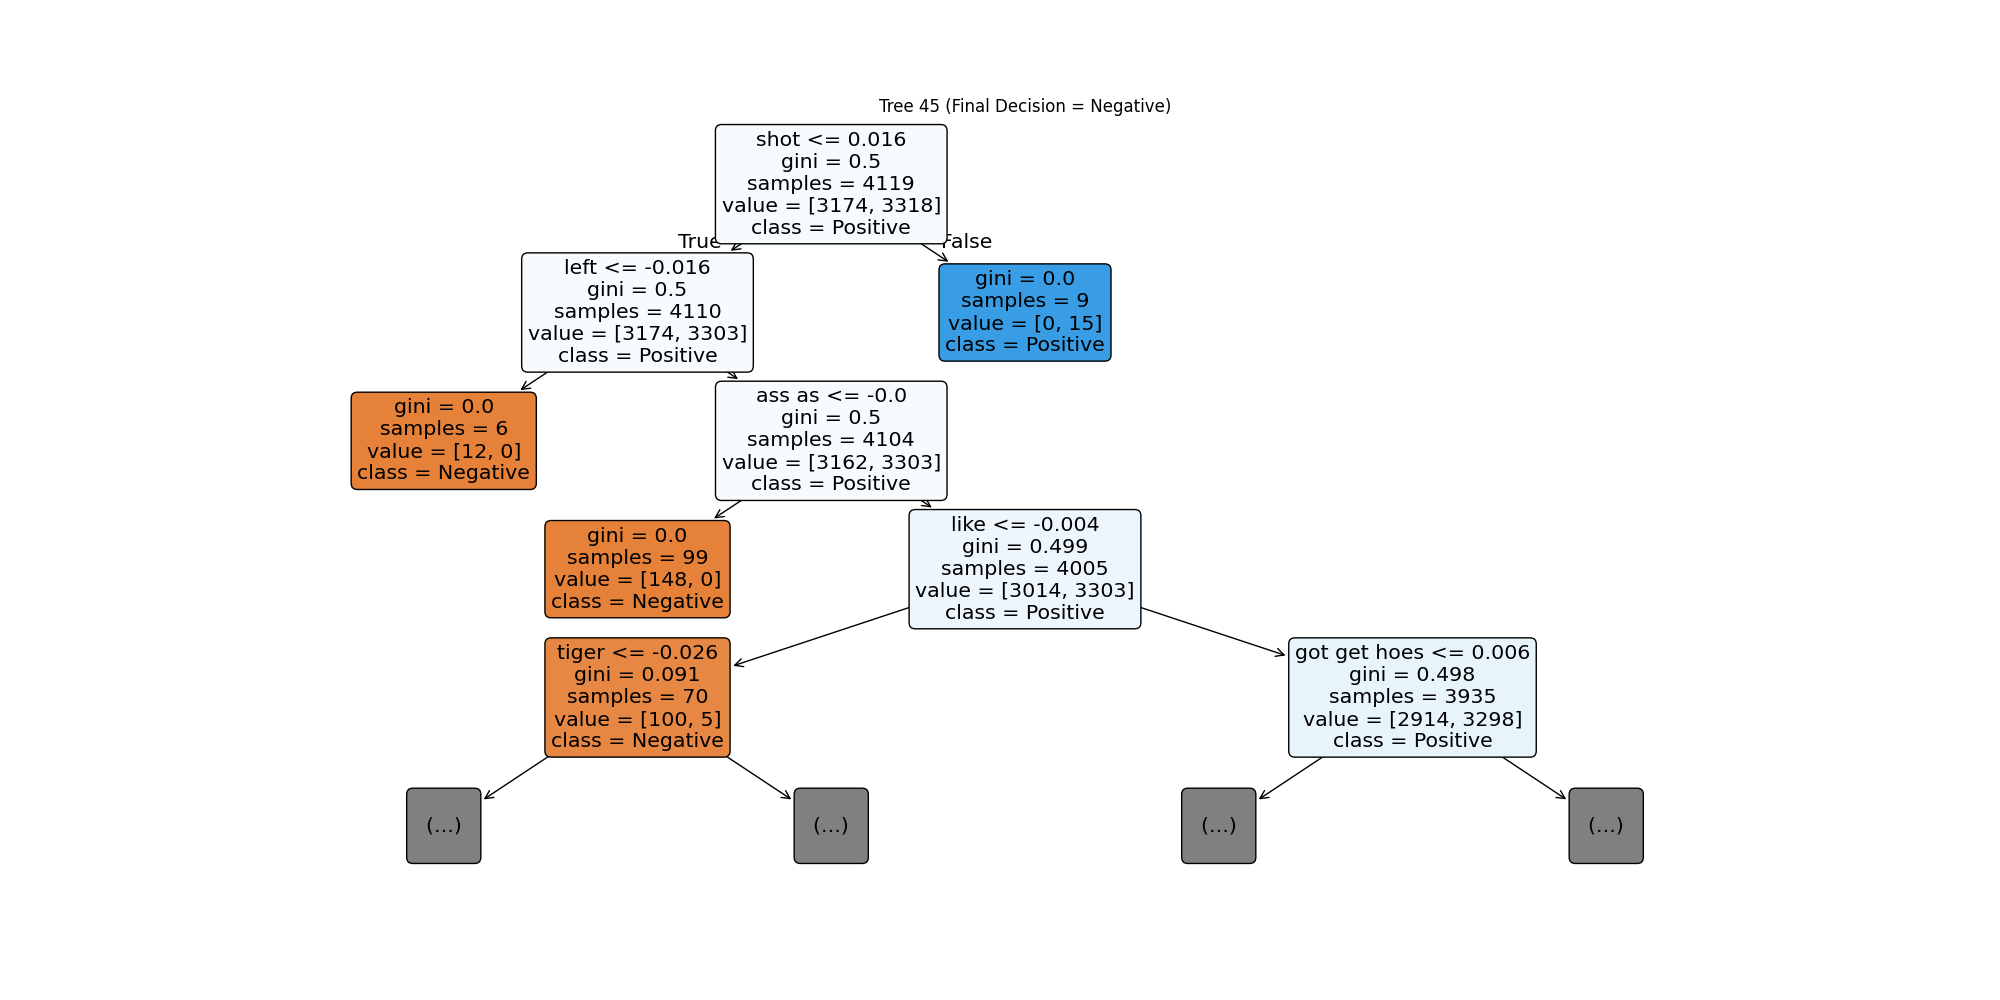 Tree 45 (Final Decision = Negative)
shot <= 0.016
gini = 0.5
samples = 4119
value = [3174, 3318]
class = Positive
True
False
left <= -0.016
gini = 0.5
samples = 4110
value = [3174, 3303]
class = Positive
gini = 0.0
samples = 9
value = [0, 15]
class = Positive
gini = 0.0
samples = 6
value = [12, 0]
class = Negative
ass as <= -0.0
gini = 0.5
samples = 4104
value = [3162, 3303]
class = Positive
gini = 0.0
samples = 99
value = [148, 0]
class = Negative
like <= -0.004
gini = 0.499
samples = 4005
value = [3014, 3303]
class = Positive
tiger <= -0.026
gini = 0.091
samples = 70
value = [100, 5]
class = Negative
got get hoes <= 0.006
gini = 0.498
samples = 3935
value = [2914, 3298]
class = Positive
(...)
(...)
(...)
(...)